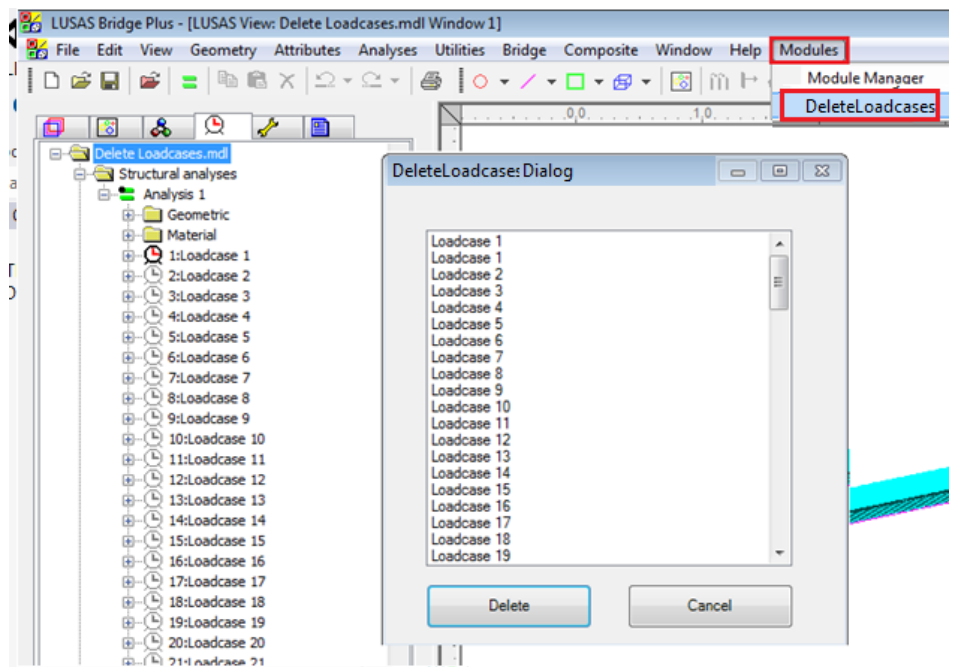 LUSAS Bridge Plus - [LUSAS View: Delete Loadcases.mdl Window 1]
File Edit View Geometry Attributes Analyses Utilities Bridge Composite Window Help Modules
Module Manager
DeleteLoadcases
0.0 1.0
Delete Loadcases.mdl
Structural analyses
Analysis 1
Geometric
Material
1:Loadcase 1
2:Loadcase 2
3:Loadcase 3
4:Loadcase 4
5:Loadcase 5
6:Loadcase 6
7:Loadcase 7
8:Loadcase 8
9:Loadcase 9
10:Loadcase 10
11:Loadcase 11
12:Loadcase 12
13:Loadcase 13
14:Loadcase 14
15:Loadcase 15
16:Loadcase 16
17:Loadcase 17
18:Loadcase 18
19:Loadcase 19
20:Loadcase 20
21:Loadcase 21
DeleteLoadcases Dialog
Loadcase 1
Loadcase 1
Loadcase 2
Loadcase 3
Loadcase 4
Loadcase 5
Loadcase 6
Loadcase 7
Loadcase 8
Loadcase 9
Loadcase 10
Loadcase 11
Loadcase 12
Loadcase 13
Loadcase 14
Loadcase 15
Loadcase 16
Loadcase 17
Loadcase 18
Loadcase 19
Delete Cancel